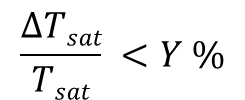 ΔT_sat / T_sat < Y %